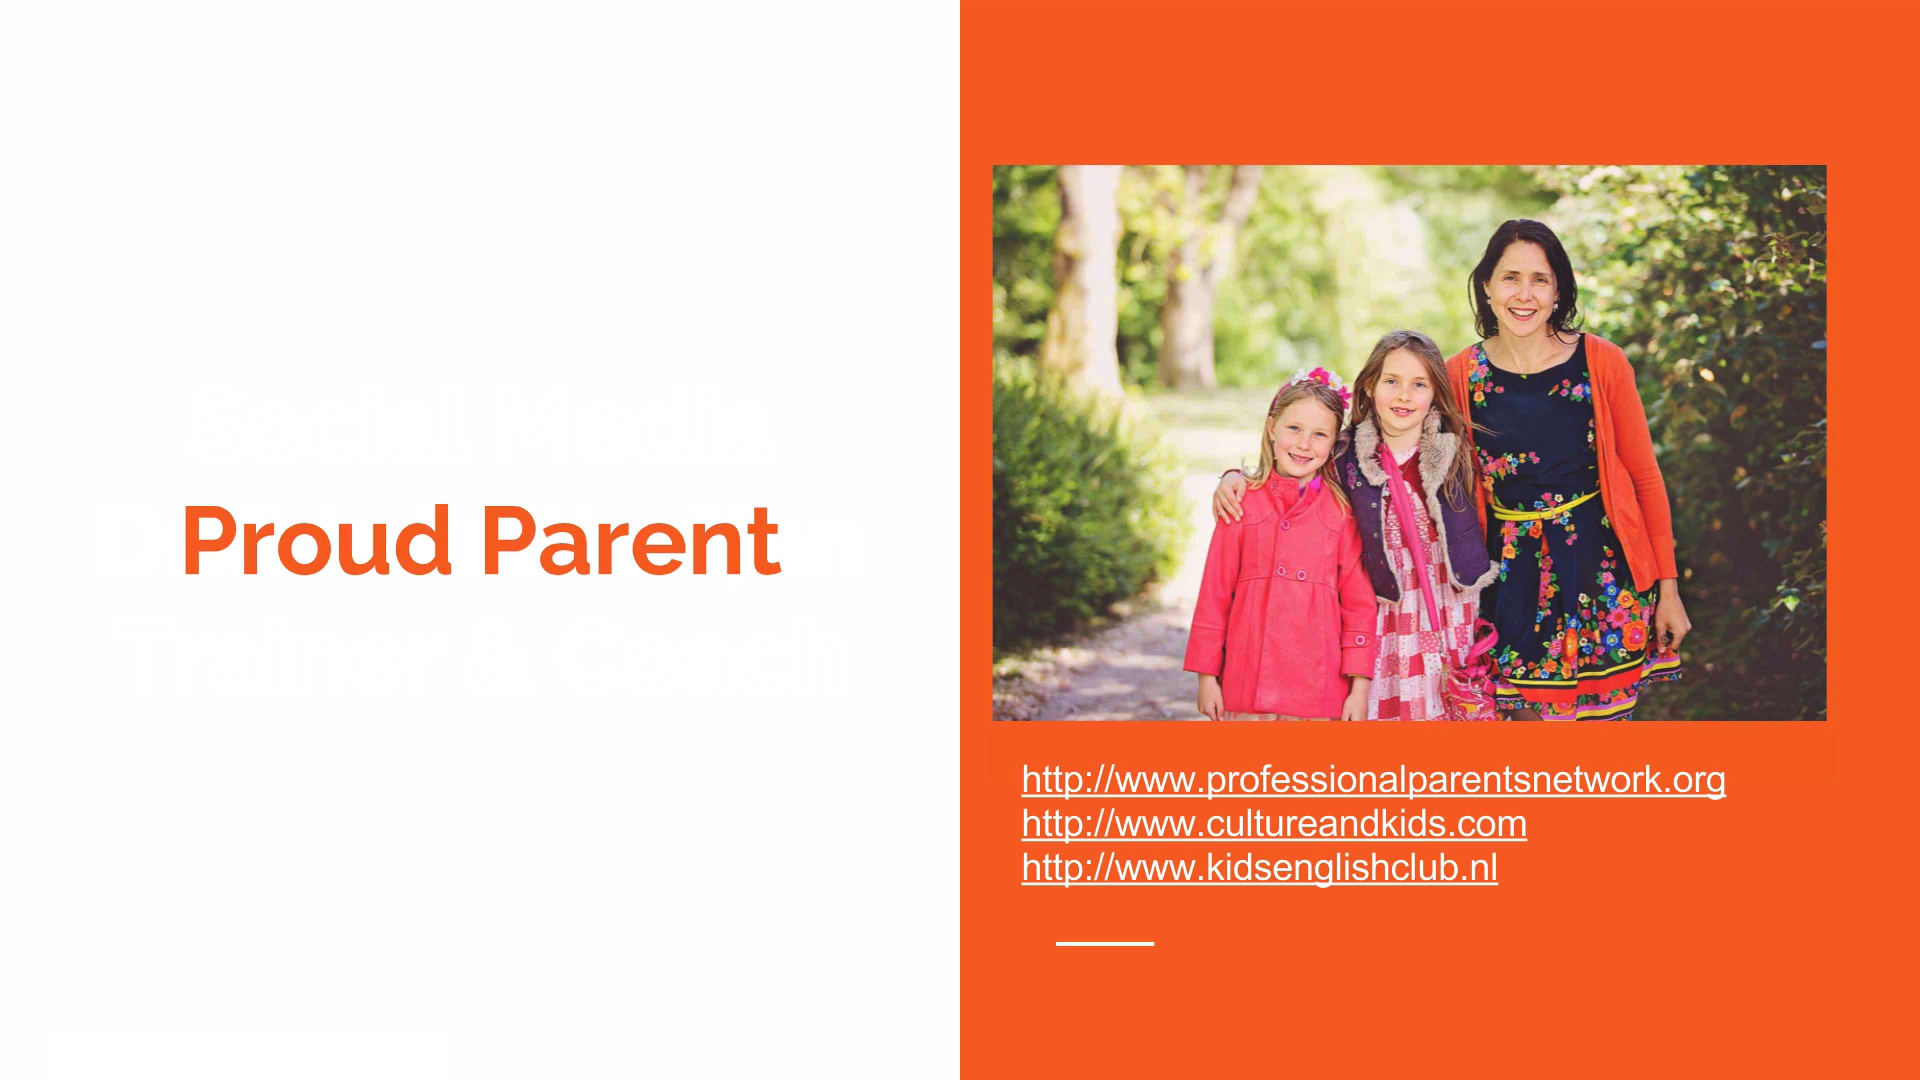 Proud Parent
http://www.professionalparentsnetwork.org
http://www.cultureandkids.com
http://www.kidsenglishclub.nl